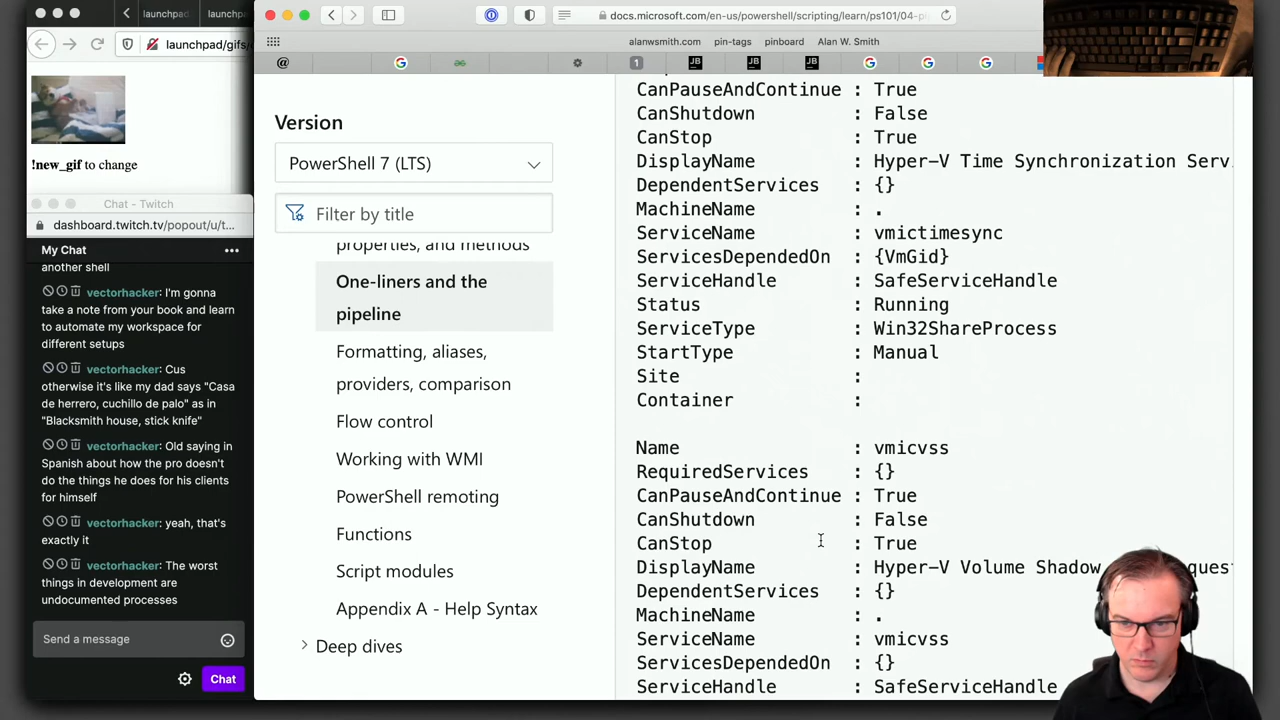 launchpad
launchpad
launchpad/gifs/
!new_gif to change
Chat - Twitch
dashboard.twitch.tv/popout/u/t...
My Chat
another shell
vectorhacker: I'm gonna
take a note from your book and learn
to automate my workspace for
different setups
vectorhacker: Cus
otherwise it's like my dad says "Casa
de herrero, cuchillo de palo" as in
"Blacksmith house, stick knife"
vectorhacker: Old saying in
Spanish about how the pro doesn't
do the things he does for his clients
for himself
vectorhacker: yeah, that's
exactly it
vectorhacker: The worst
things in development are
undocumented processes
Send a message
Chat
docs.microsoft.com/en-us/powershell/scripting/learn/ps101/04-pi
alanwsmith.com pin-tags pinboard Alan W. Smith
@ G 1 JB JB JB G G G
Version
PowerShell 7 (LTS)
Filter by title
properties, and methods
One-liners and the
pipeline
Formatting, aliases,
providers, comparison
Flow control
Working with WMI
PowerShell remoting
Functions
Script modules
Appendix A - Help Syntax
Deep dives
CanPauseAndContinue : True
CanShutdown : False
CanStop : True
DisplayName : Hyper-V Time Synchronization Serv
DependentServices : {}
MachineName : .
ServiceName : vmictimesync
ServicesDependedOn : {VmGid}
ServiceHandle : SafeServiceHandle
Status : Running
ServiceType : Win32ShareProcess
StartType : Manual
Site :
Container :
Name : vmicvss
RequiredServices : {}
CanPauseAndContinue : True
CanShutdown : False
CanStop : True
DisplayName : Hyper-V Volume Shadow
DependentServices : {}
MachineName : .
ServiceName : vmicvss
ServicesDependedOn : {}
ServiceHandle : SafeServiceHandle